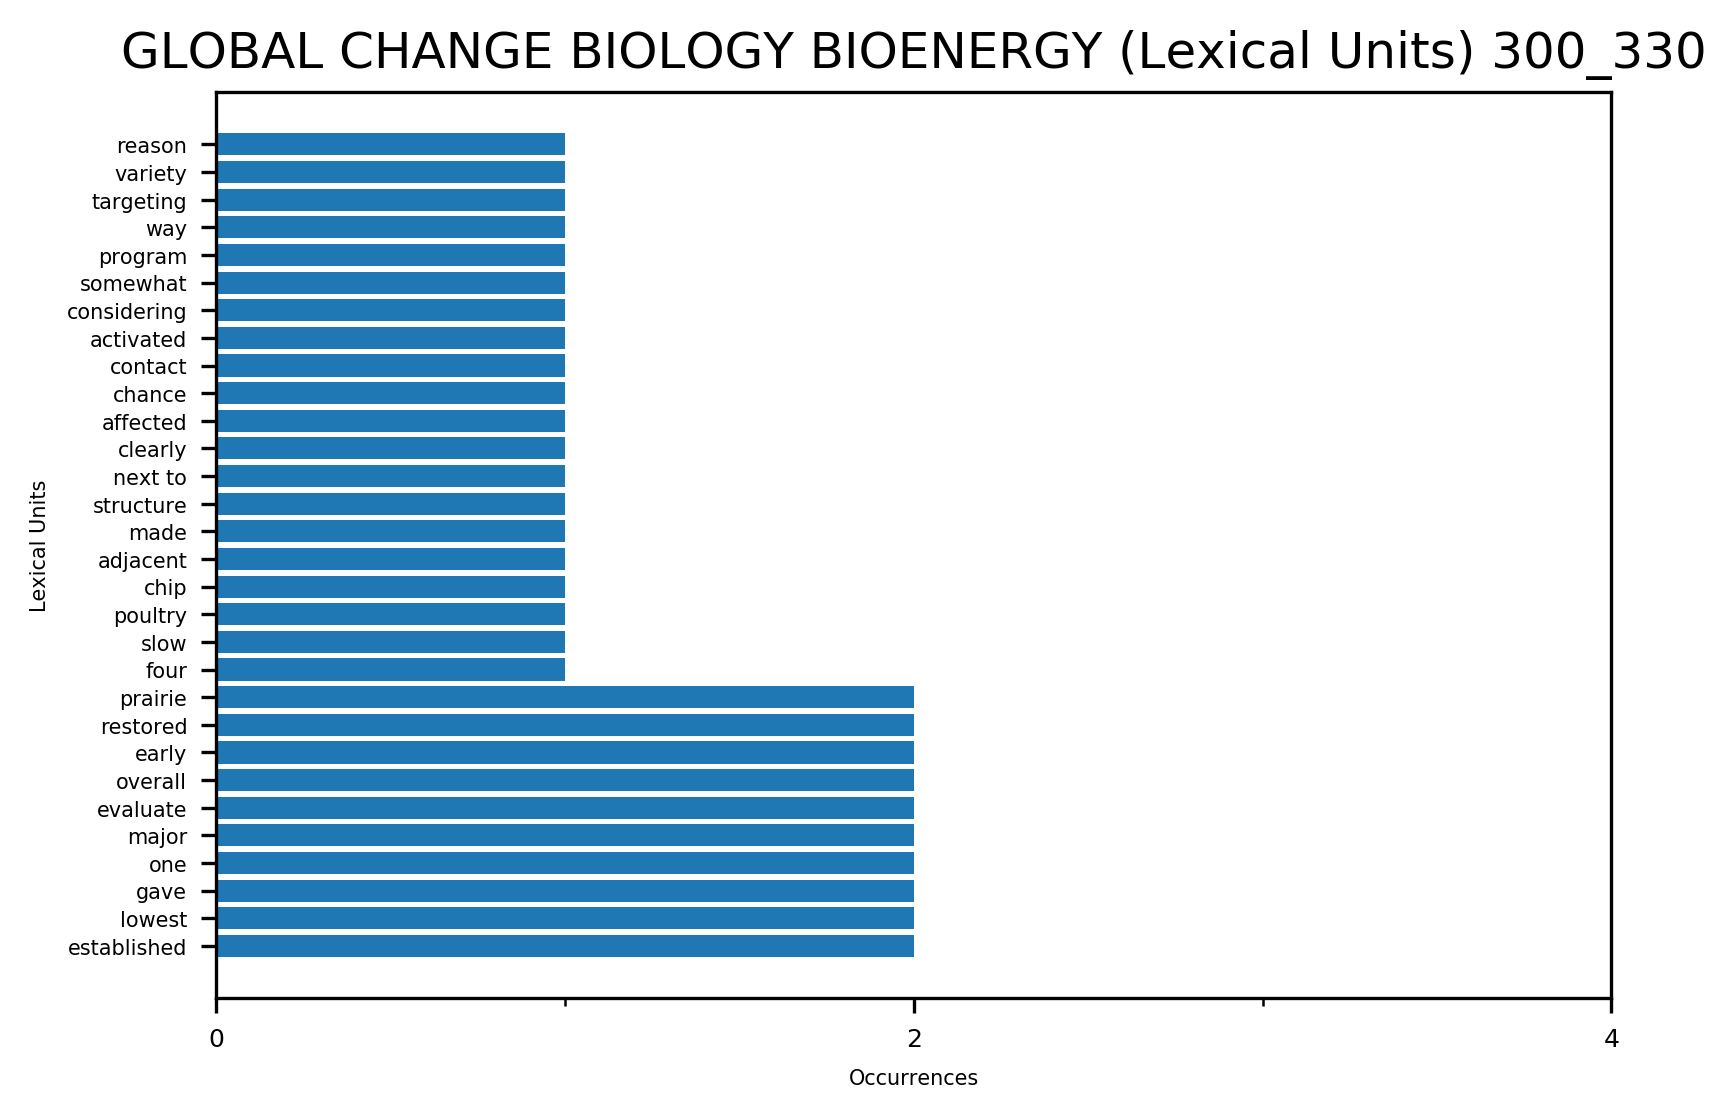 GLOBAL CHANGE BIOLOGY BIOENERGY (Lexical Units) 300_330
reason
variety
targeting
way
program
somewhat
considering
activated
contact
chance
affected
clearly
next to
structure
made
adjacent
chip
poultry
slow
four
prairie
restored
early
overall
evaluate
major
one
gave
lowest
established
Lexical Units
0 2 4
Occurrences